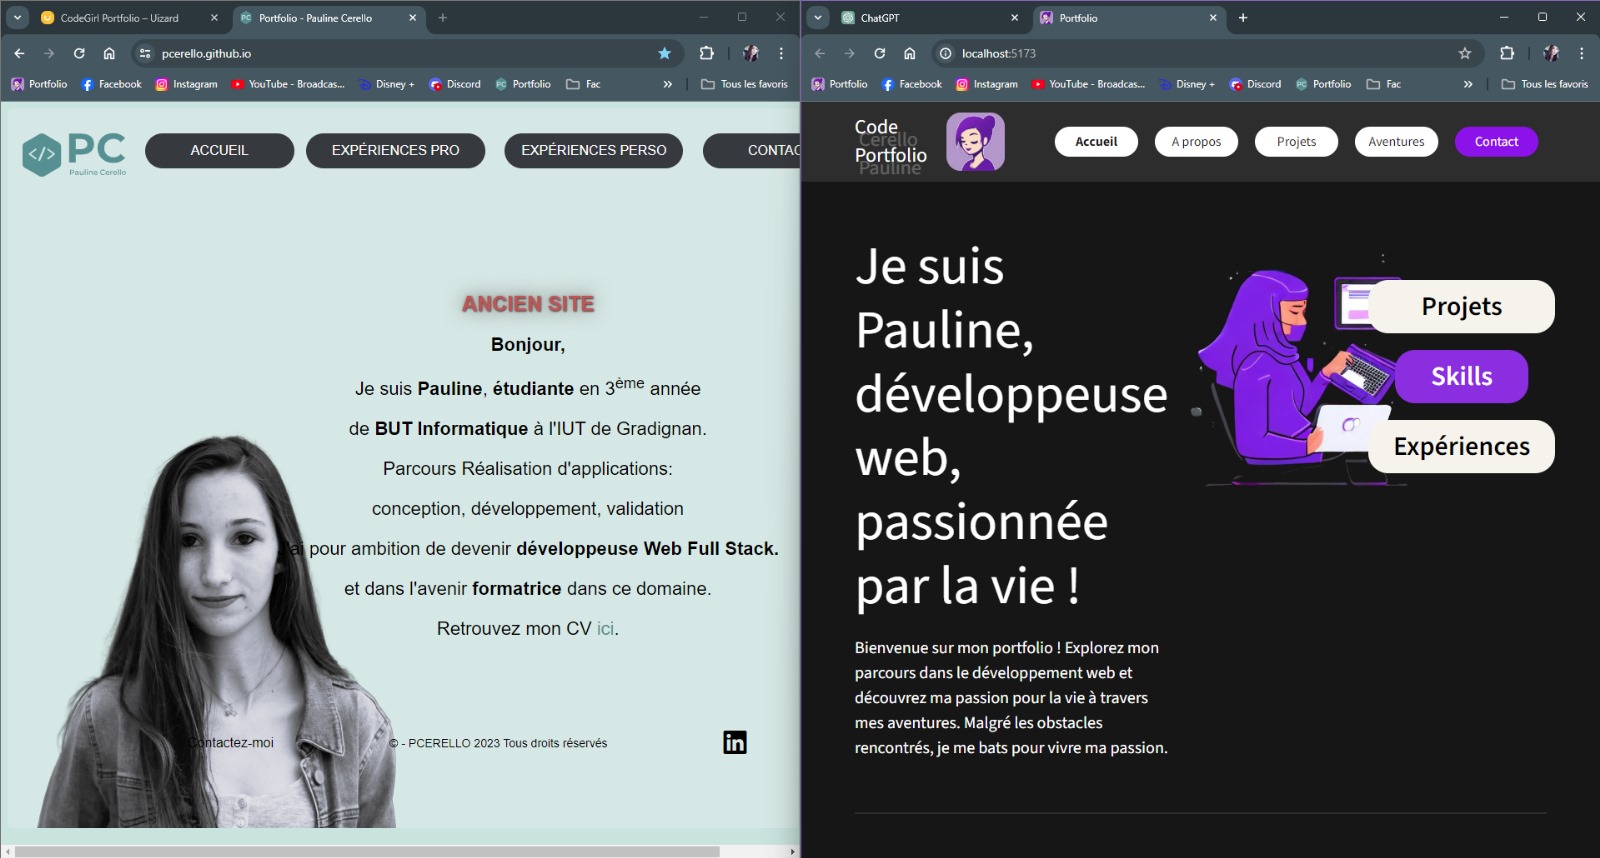 CodeGirl Portfolio – Uizard
Portfolio - Pauline Cerello
pcerello.github.io
Portfolio
Facebook
Instagram
YouTube - Broadcas...
Disney +
Discord
Portfolio
Fac
Tous les favoris
</>
PC
Pauline Cerello
ACCUEIL
EXPÉRIENCES PRO
EXPÉRIENCES PERSO
CONTAC
ANCIEN SITE
Bonjour,
Je suis Pauline, étudiante en 3ème année
de BUT Informatique à l'IUT de Gradignan.
Parcours Réalisation d'applications:
conception, développement, validation
J'ai pour ambition de devenir développeuse Web Full Stack.
et dans l'avenir formatrice dans ce domaine.
Retrouvez mon CV ici.
Contactez-moi
© - PCERELLO 2023 Tous droits réservés
in
ChatGPT
Portfolio
localhost:5173
Portfolio
Facebook
Instagram
YouTube - Broadcas...
Disney +
Discord
Portfolio
Fac
Tous les favoris
Code
Cerello
Portfolio
Pauline
Accueil
A propos
Projets
Aventures
Contact
Je suis
Pauline,
développeuse
web,
passionnée
par la vie !
Projets
Skills
Expériences
Bienvenue sur mon portfolio ! Explorez mon
parcours dans le développement web et
découvrez ma passion pour la vie à travers
mes aventures. Malgré les obstacles
rencontrés, je me bats pour vivre ma passion.